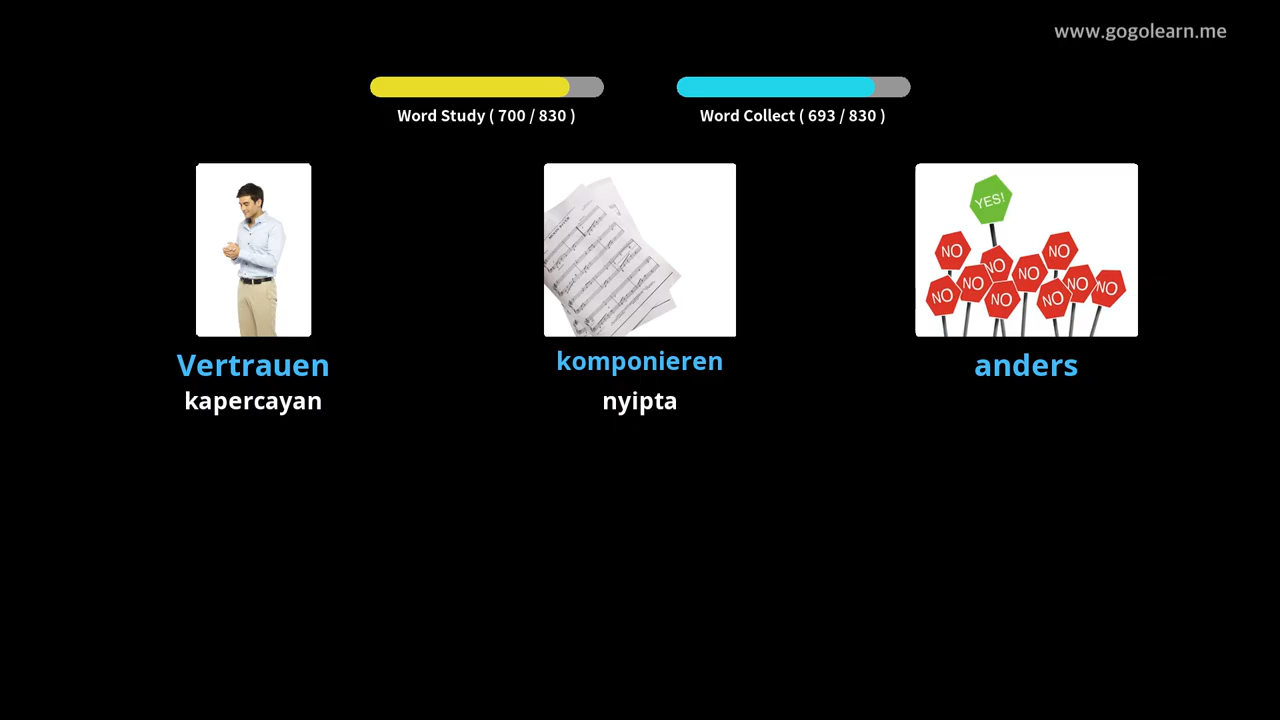 www.gogolearn.me
Word Study ( 700 / 830 )
Word Collect ( 693 / 830 )
YES!
NO
NO
NO
NO
NO
NO
NO
NO
NO
NO
Vertrauen
komponieren
anders
kapercayan
nyipta